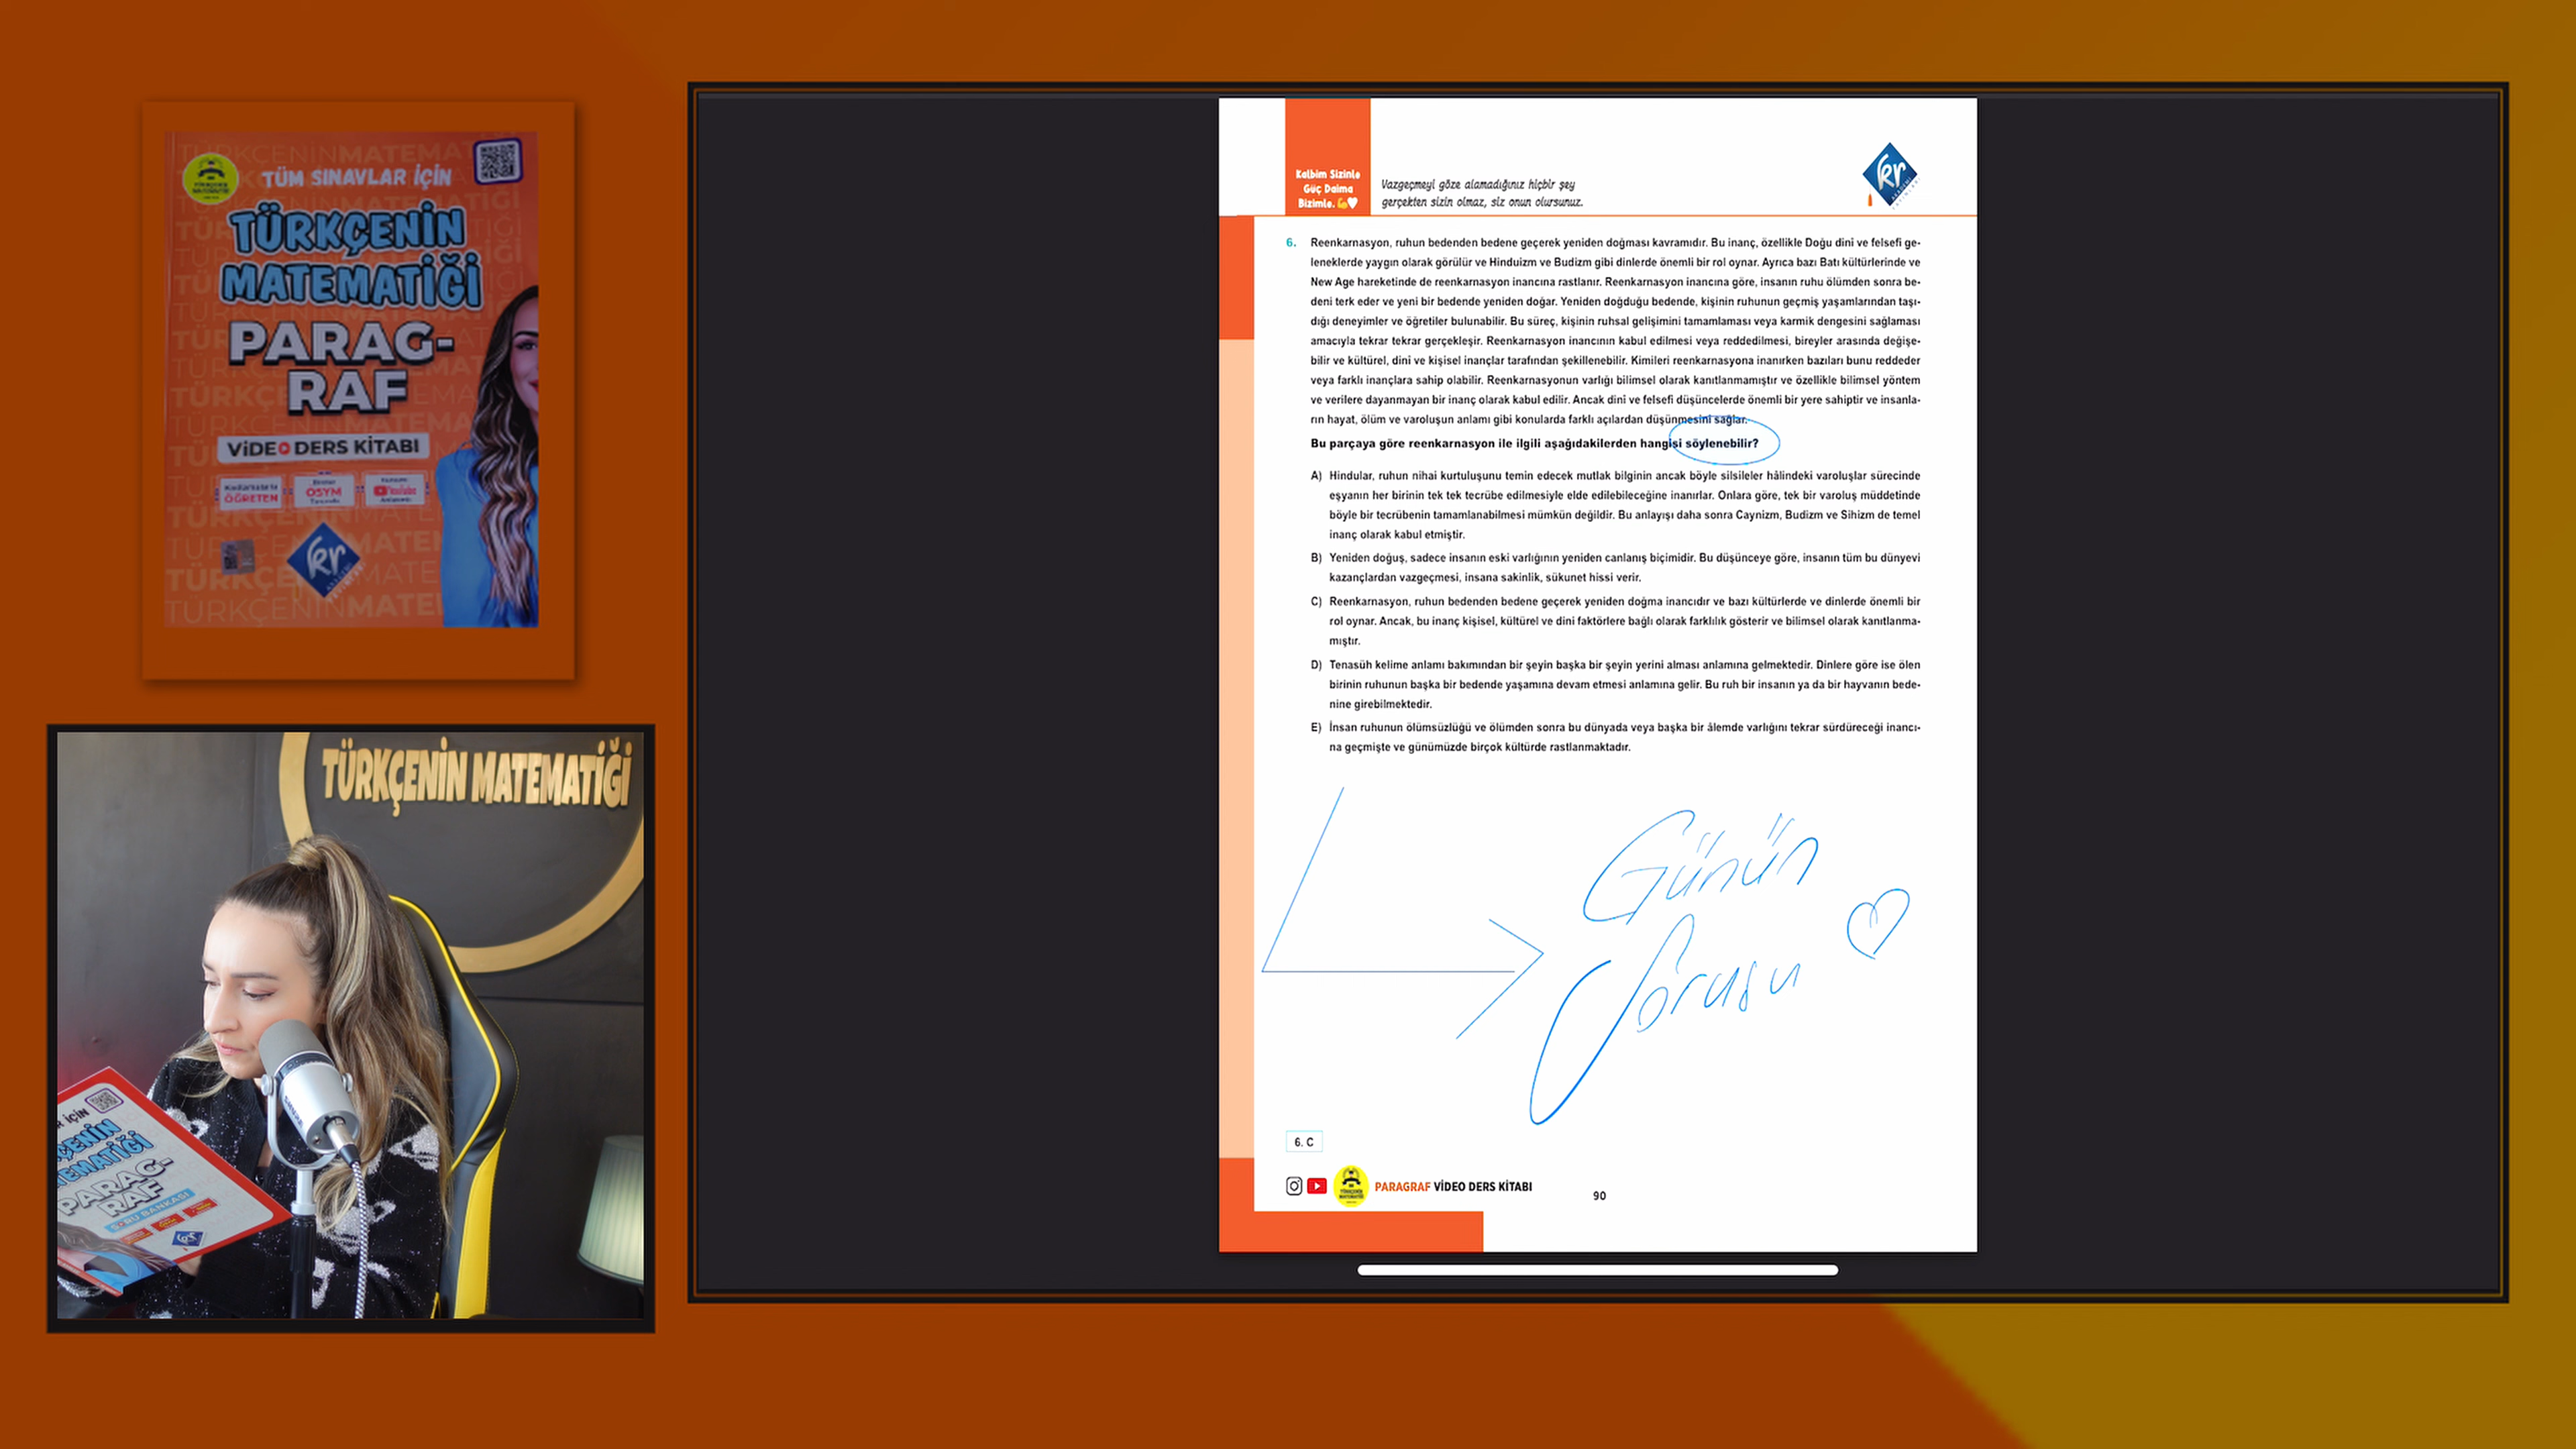 TÜM SINAVLAR İÇİN
TÜRKÇENİN
MATEMATİĞİ
PARAG-
RAF
VİDEO DERS KİTABI
ÖĞRETEN
ÖSYM
YouTube
kr
TÜRKÇENİN MATEMATİĞİ
Kalbim Sizinle
Güç Daima
Bizimle. 💪🤍
Vazgeçmeyi göze alamadığınız hiçbir şey
gerçekten sizin olmaz, siz onun olursunuz.
kr
6. Reenkarnasyon, ruhun bedenden bedene geçerek yeniden doğması kavramıdır. Bu inanç, özellikle Doğu dini ve felsefi ge-
leneklerde yaygın olarak görülür ve Hinduizm ve Budizm gibi dinlerde önemli bir rol oynar. Ayrıca bazı Batı kültürlerinde ve
New Age hareketinde de reenkarnasyon inancına rastlanır. Reenkarnasyon inancına göre, insanın ruhu ölümden sonra be-
deni terk eder ve yeni bir bedende yeniden doğar. Yeniden doğduğu bedende, kişinin ruhunun geçmiş yaşamlarından taşı-
dığı deneyimler ve öğretiler bulunabilir. Bu süreç, kişinin ruhsal gelişimini tamamlaması veya karmik dengesini sağlaması
amacıyla tekrar tekrar gerçekleşir. Reenkarnasyon inancının kabul edilmesi veya reddedilmesi, bireyler arasında değişe-
bilir ve kültürel, dini ve kişisel inançlar tarafından şekillenebilir. Kimileri reenkarnasyona inanırken bazıları bunu reddeder
veya farklı inançlara sahip olabilir. Reenkarnasyonun varlığı bilimsel olarak kanıtlanmamıştır ve özellikle bilimsel yöntem
ve verilere dayanmayan bir inanç olarak kabul edilir. Ancak dini ve felsefi düşüncelerde önemli bir yere sahiptir ve insanla-
rın hayat, ölüm ve varoluşun anlamı gibi konularda farklı açılardan düşünmesini sağlar.
Bu parçaya göre reenkarnasyon ile ilgili aşağıdakilerden hangisi söylenebilir?
A) Hindular, ruhun nihai kurtuluşunu temin edecek mutlak bilginin ancak böyle silsileler hâlindeki varoluşlar sürecinde
eşyanın her birinin tek tek tecrübe edilmesiyle elde edilebileceğine inanırlar. Onlara göre, tek bir varoluş müddetinde
böyle bir tecrübenin tamamlanabilmesi mümkün değildir. Bu anlayışı daha sonra Caynizm, Budizm ve Sihizm de temel
inanç olarak kabul etmiştir.
B) Yeniden doğuş, sadece insanın eski varlığının yeniden canlanış biçimidir. Bu düşünceye göre, insanın tüm bu dünyevi
kazançlardan vazgeçmesi, insana sakinlik, sükunet hissi verir.
C) Reenkarnasyon, ruhun bedenden bedene geçerek yeniden doğma inancıdır ve bazı kültürlerde ve dinlerde önemli bir
rol oynar. Ancak, bu inanç kişisel, kültürel ve dini faktörlere bağlı olarak farklılık gösterir ve bilimsel olarak kanıtlanma-
mıştır.
D) Tenasüh kelime anlamı bakımından bir şeyin başka bir şeyin yerini alması anlamına gelmektedir. Dinlere göre ise ölen
birinin ruhunun başka bir bedende yaşamına devam etmesi anlamına gelir. Bu ruh bir insanın ya da bir hayvanın bede-
nine girebilmektedir.
E) İnsan ruhunun ölümsüzlüğü ve ölümden sonra bu dünyada veya başka bir âlemde varlığını tekrar sürdüreceği inancı-
na geçmişte ve günümüzde birçok kültürde rastlanmaktadır.
Günün
Sorusu
6. C
PARAGRAF VİDEO DERS KİTABI
90